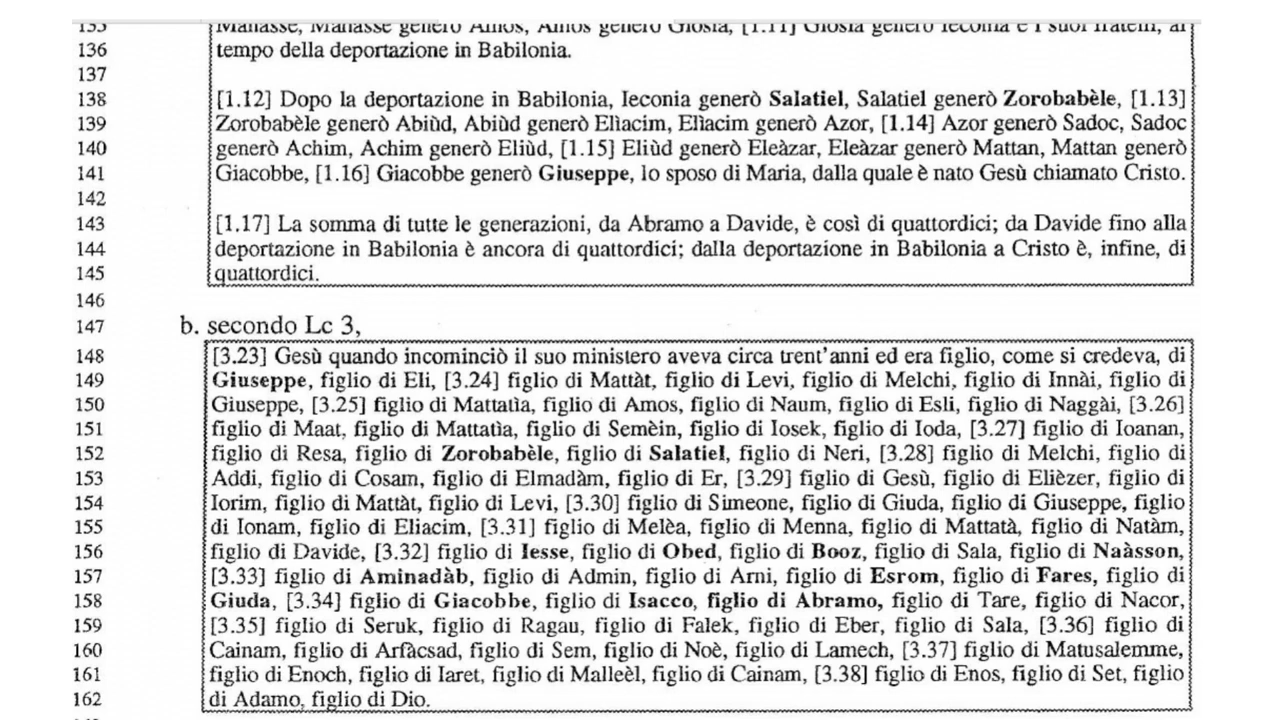 135 Manasse, Manasse generò Amos, Amos generò Giosia, [1.11] Giosia generò Ieconia e i suoi fratelli, al
136 tempo della deportazione in Babilonia.
137
138 [1.12] Dopo la deportazione in Babilonia, Ieconia generò Salatiel, Salatiel generò Zorobabèle, [1.13]
139 Zorobabèle generò Abiùd, Abiùd generò Elìacim, Elìacim generò Azor, [1.14] Azor generò Sadoc, Sadoc
140 generò Achim, Achim generò Eliùd, [1.15] Eliùd generò Eleàzar, Eleàzar generò Mattan, Mattan generò
141 Giacobbe, [1.16] Giacobbe generò Giuseppe, lo sposo di Maria, dalla quale è nato Gesù chiamato Cristo.
142
143 [1.17] La somma di tutte le generazioni, da Abramo a Davide, è così di quattordici; da Davide fino alla
144 deportazione in Babilonia è ancora di quattordici; dalla deportazione in Babilonia a Cristo è, infine, di
145 quattordici.
146
147 b. secondo Lc 3,
148 [3.23] Gesù quando incominciò il suo ministero aveva circa trent'anni ed era figlio, come si credeva, di
149 Giuseppe, figlio di Eli, [3.24] figlio di Mattàt, figlio di Levi, figlio di Melchi, figlio di Innài, figlio di
150 Giuseppe, [3.25] figlio di Mattatìa, figlio di Amos, figlio di Naum, figlio di Esli, figlio di Naggài, [3.26]
151 figlio di Maat, figlio di Mattatìa, figlio di Semèin, figlio di Iosek, figlio di Ioda, [3.27] figlio di Ioanan,
152 figlio di Resa, figlio di Zorobabèle, figlio di Salatiel, figlio di Neri, [3.28] figlio di Melchi, figlio di
153 Addi, figlio di Cosam, figlio di Elmadàm, figlio di Er, [3.29] figlio di Gesù, figlio di Elièzer, figlio di
154 Iorim, figlio di Mattàt, figlio di Levi, [3.30] figlio di Simeone, figlio di Giuda, figlio di Giuseppe, figlio
155 di Ionam, figlio di Eliacim, [3.31] figlio di Melèa, figlio di Menna, figlio di Mattatà, figlio di Natàm,
156 figlio di Davide, [3.32] figlio di Iesse, figlio di Obed, figlio di Booz, figlio di Sala, figlio di Naàsson,
157 [3.33] figlio di Aminadàb, figlio di Admin, figlio di Arni, figlio di Esrom, figlio di Fares, figlio di
158 Giuda, [3.34] figlio di Giacobbe, figlio di Isacco, figlio di Abramo, figlio di Tare, figlio di Nacor,
159 [3.35] figlio di Seruk, figlio di Ragau, figlio di Falek, figlio di Eber, figlio di Sala, [3.36] figlio di
160 Cainam, figlio di Arfàcsad, figlio di Sem, figlio di Noè, figlio di Lamech, [3.37] figlio di Matusalemme,
161 figlio di Enoch, figlio di Iaret, figlio di Malleèl, figlio di Cainam, [3.38] figlio di Enos, figlio di Set, figlio
162 di Adamo, figlio di Dio.